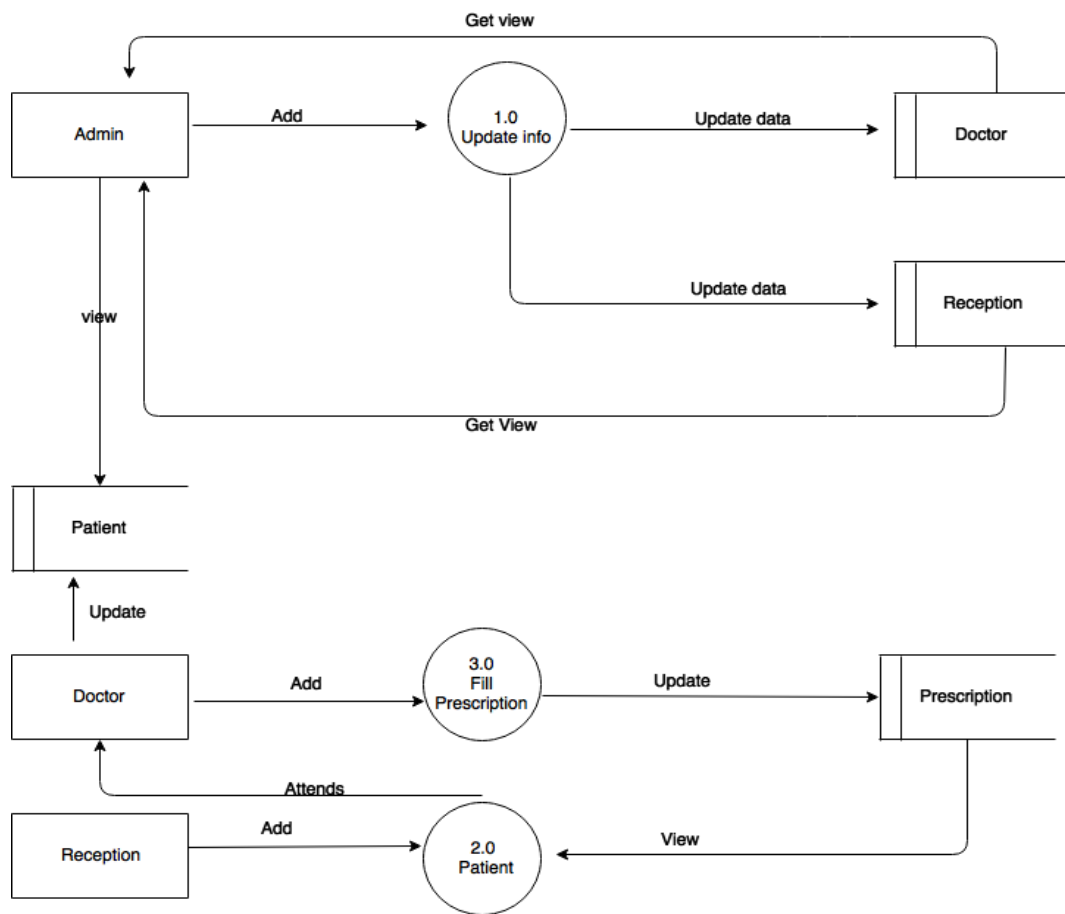 Get view
Admin
Add
1.0
Update info
Update data
Doctor
Update data
Reception
view
Get View
Patient
Update
Doctor
Add
3.0
Fill
Prescription
Update
Prescription
Attends
Reception
Add
2.0
Patient
View